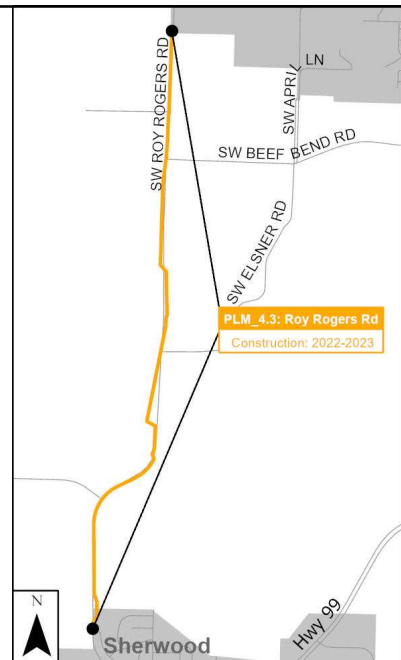 SW ROY ROGERS RD
LN
SW APRIL
SW BEEF BEND RD
SW ELSNER RD
PLM_4.3: Roy Rogers Rd
Construction: 2022-2023
Hwy 99
N
Sherwood